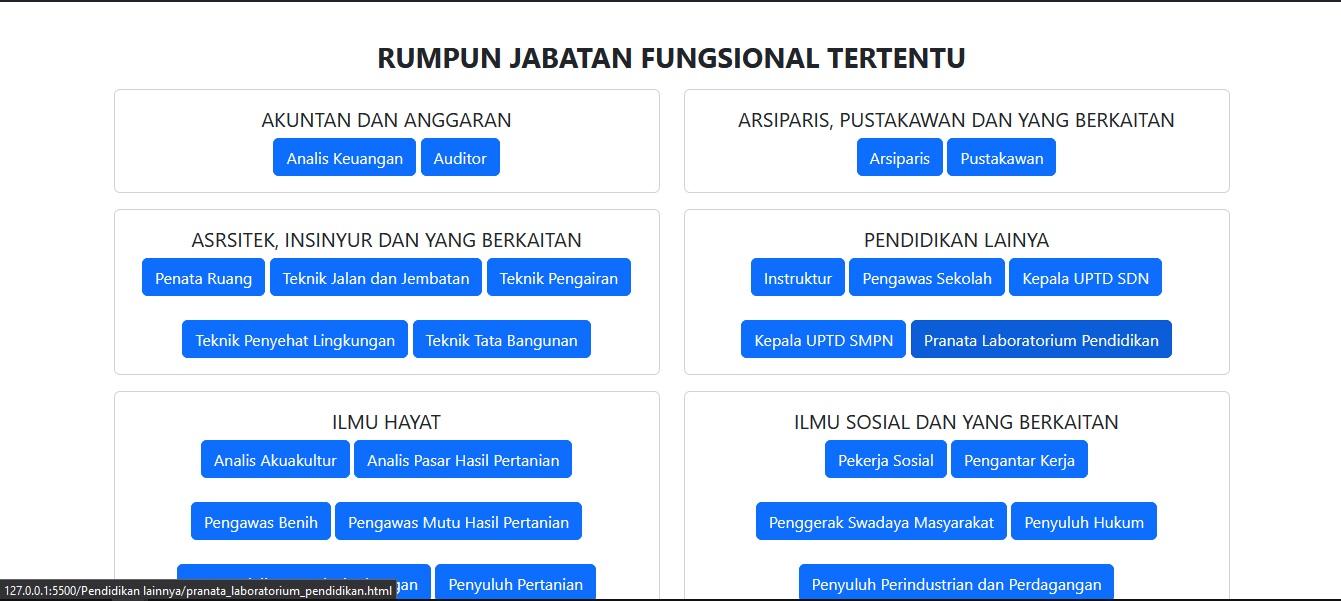 RUMPUN JABATAN FUNGSIONAL TERTENTU
AKUNTAN DAN ANGGARAN
Analis Keuangan Auditor
ARSIPARIS, PUSTAKAWAN DAN YANG BERKAITAN
Arsiparis Pustakawan
ASRSITEK, INSINYUR DAN YANG BERKAITAN
Penata Ruang Teknik Jalan dan Jembatan Teknik Pengairan
Teknik Penyehat Lingkungan Teknik Tata Bangunan
PENDIDIKAN LAINYA
Instruktur Pengawas Sekolah Kepala UPTD SDN
Kepala UPTD SMPN Pranata Laboratorium Pendidikan
ILMU HAYAT
Analis Akuakultur Analis Pasar Hasil Pertanian
Pengawas Benih Pengawas Mutu Hasil Pertanian
Penyuluh Pertanian
ILMU SOSIAL DAN YANG BERKAITAN
Pekerja Sosial Pengantar Kerja
Penggerak Swadaya Masyarakat Penyuluh Hukum
Penyuluh Perindustrian dan Perdagangan
127.0.0.1:5500/Pendidikan lainnya/pranata_laboratorium_pendidikan.html